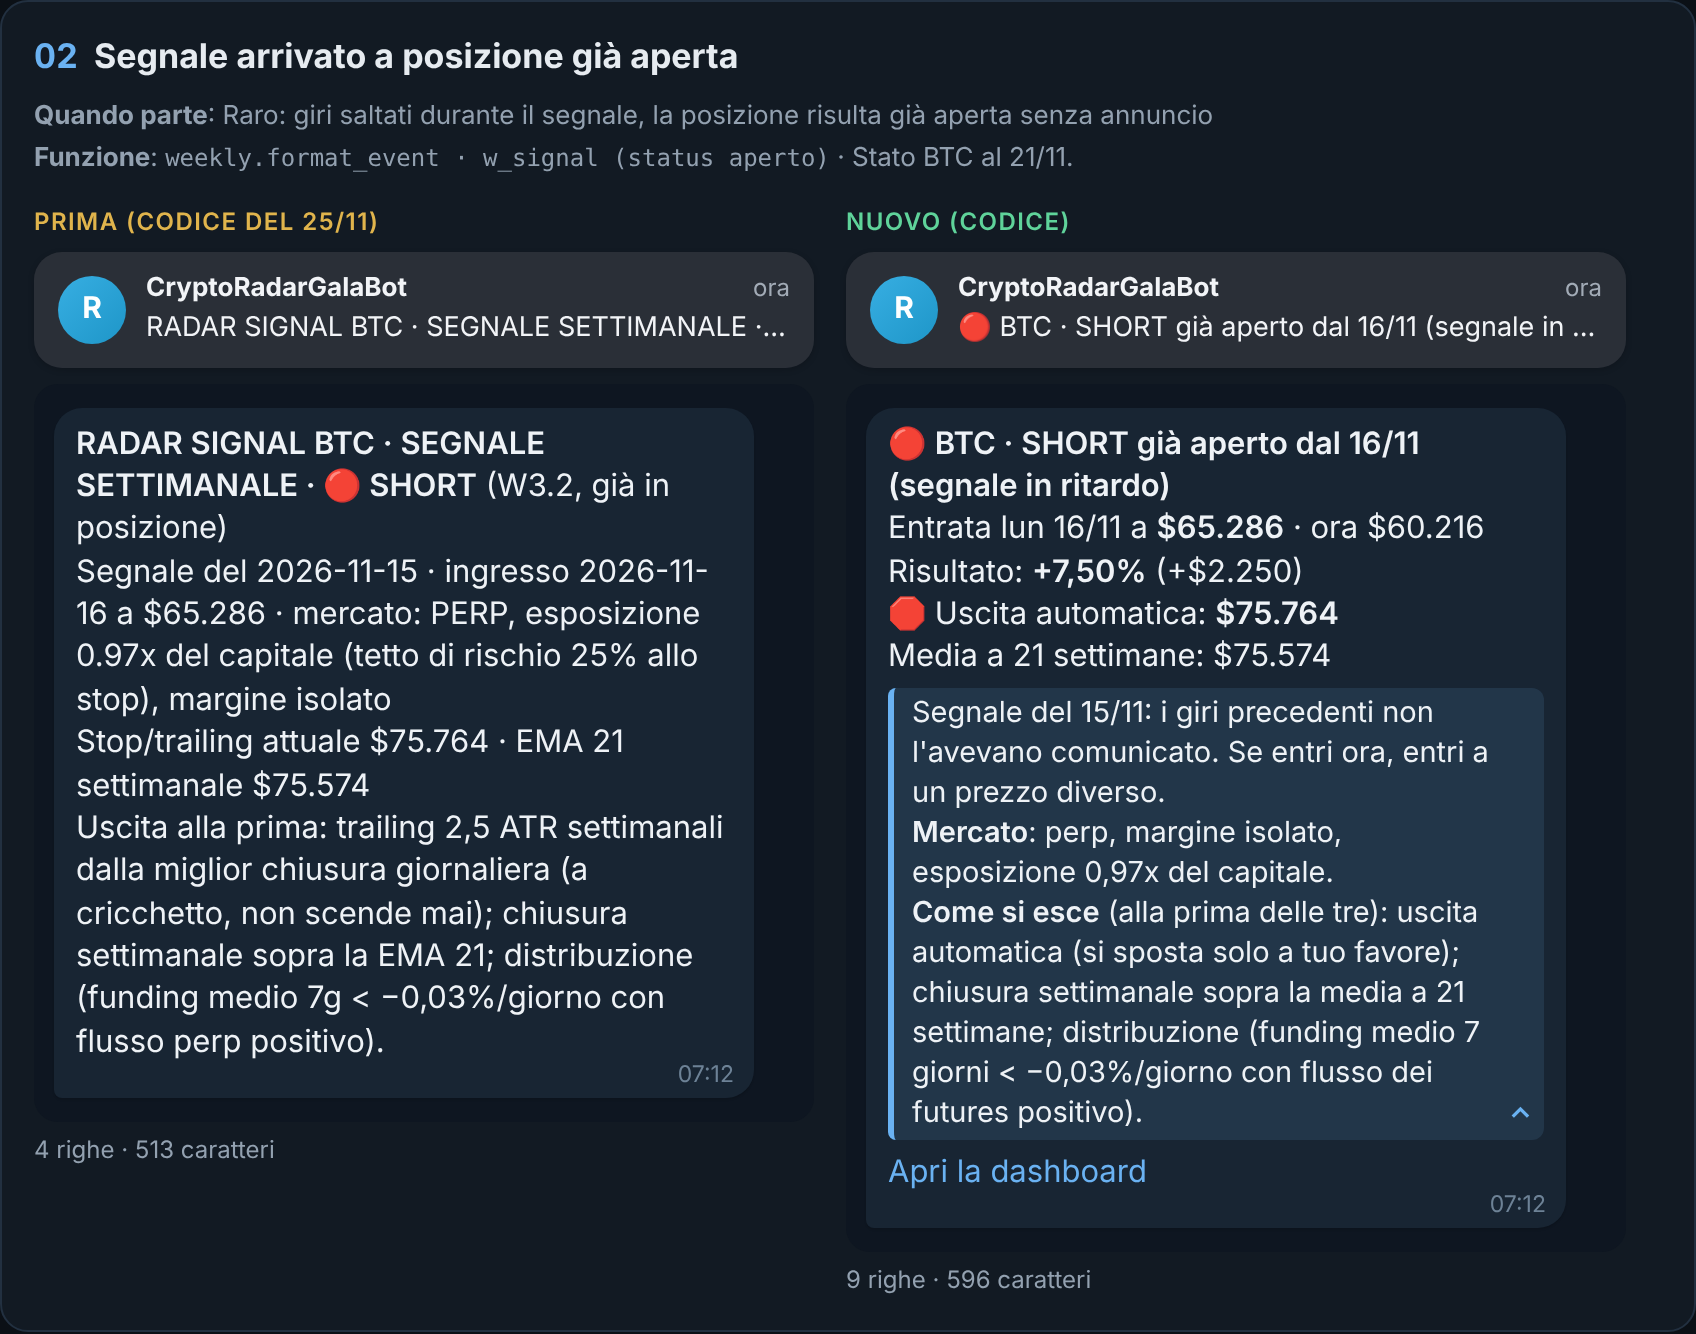 02 Segnale arrivato a posizione già aperta
Quando parte: Raro: giri saltati durante il segnale, la posizione risulta già aperta senza annuncio
Funzione: weekly.format_event · w_signal (status aperto) · Stato BTC al 21/11.
PRIMA (CODICE DEL 25/11)
R
CryptoRadarGalaBot
ora
RADAR SIGNAL BTC · SEGNALE SETTIMANALE ·...
RADAR SIGNAL BTC · SEGNALE
SETTIMANALE · 🔴 SHORT (W3.2, già in
posizione)
Segnale del 2026-11-15 · ingresso 2026-11-
16 a $65.286 · mercato: PERP, esposizione
0.97x del capitale (tetto di rischio 25% allo
stop), margine isolato
Stop/trailing attuale $75.764 · EMA 21
settimanale $75.574
Uscita alla prima: trailing 2,5 ATR settimanali
dalla miglior chiusura giornaliera (a
cricchetto, non scende mai); chiusura
settimanale sopra la EMA 21; distribuzione
(funding medio 7g < −0,03%/giorno con
flusso perp positivo).
07:12
4 righe · 513 caratteri
NUOVO (CODICE)
R
CryptoRadarGalaBot
ora
🔴 BTC · SHORT già aperto dal 16/11 (segnale in ...
🔴 BTC · SHORT già aperto dal 16/11
(segnale in ritardo)
Entrata lun 16/11 a $65.286 · ora $60.216
Risultato: +7,50% (+$2.250)
🛑 Uscita automatica: $75.764
Media a 21 settimane: $75.574
Segnale del 15/11: i giri precedenti non
l'avevano comunicato. Se entri ora, entri a
un prezzo diverso.
Mercato: perp, margine isolato,
esposizione 0,97x del capitale.
Come si esce (alla prima delle tre): uscita
automatica (si sposta solo a tuo favore);
chiusura settimanale sopra la media a 21
settimane; distribuzione (funding medio 7
giorni < −0,03%/giorno con flusso dei
futures positivo).
Apri la dashboard
07:12
9 righe · 596 caratteri